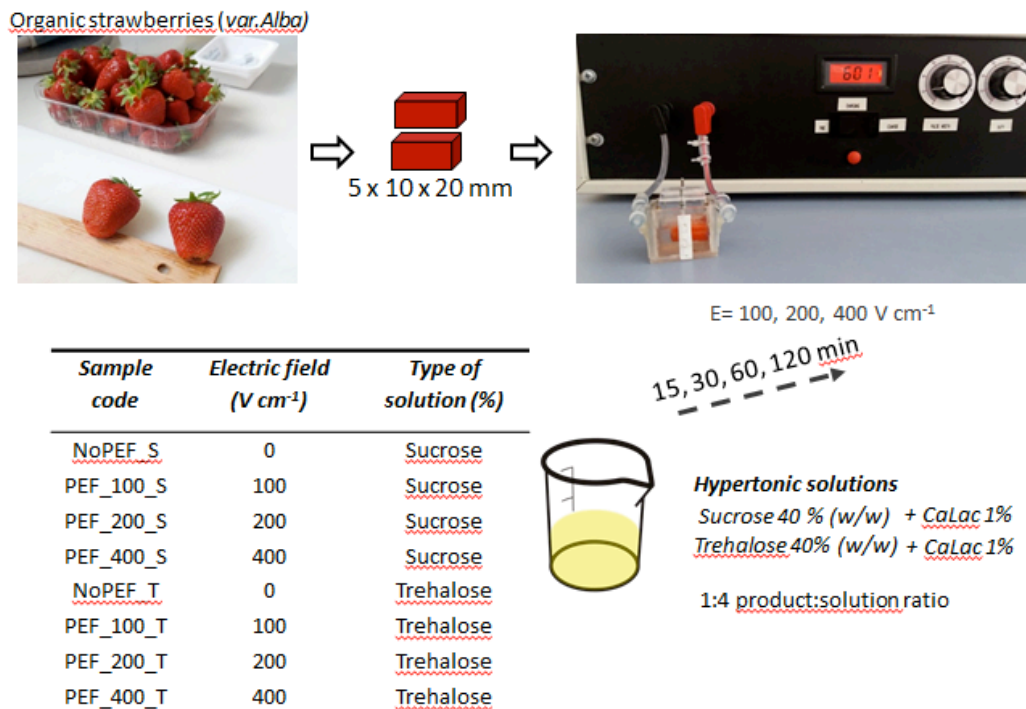 Organic strawberries (var.Alba)
5 x 10 x 20 mm
601
E= 100, 200, 400 V cm⁻¹
15, 30, 60, 120 min
Sample code Electric field (V cm⁻¹) Type of solution (%)
NoPEF_S 0 Sucrose
PEF_100_S 100 Sucrose
PEF_200_S 200 Sucrose
PEF_400_S 400 Sucrose
NoPEF_T 0 Trehalose
PEF_100_T 100 Trehalose
PEF_200_T 200 Trehalose
PEF_400_T 400 Trehalose
Hypertonic solutions
Sucrose 40 % (w/w) + CaLac 1%
Trehalose 40% (w/w) + CaLac 1%
1:4 product:solution ratio